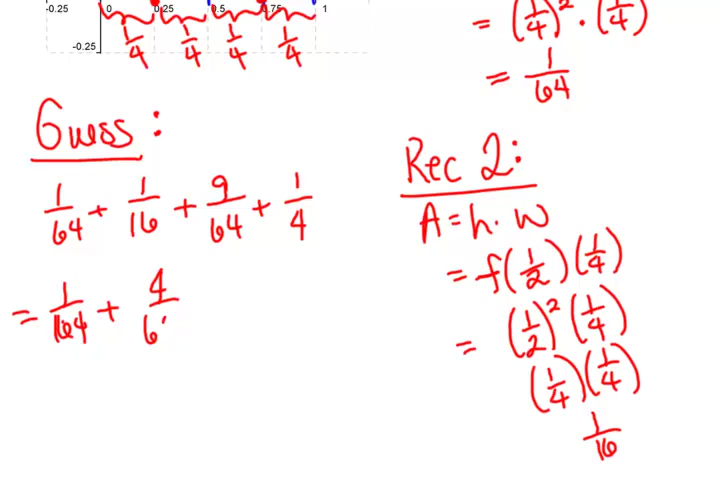 -0.25 0 0.25 0.5 0.75 1
1/4 1/4 1/4 1/4
-0.25
= (1/4)² · (1/4)
= 1/64
Guess:
1/64 + 1/16 + 9/64 + 1/4
= 1/64 + 4/6
Rec 2:
A = h · w
= f(1/2)(1/4)
= (1/2)² (1/4)
(1/4)(1/4)
1/16